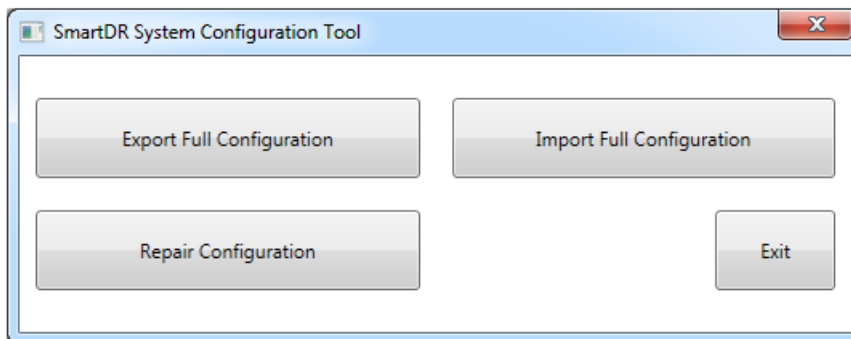 SmartDR System Configuration Tool
Export Full Configuration
Import Full Configuration
Repair Configuration
Exit